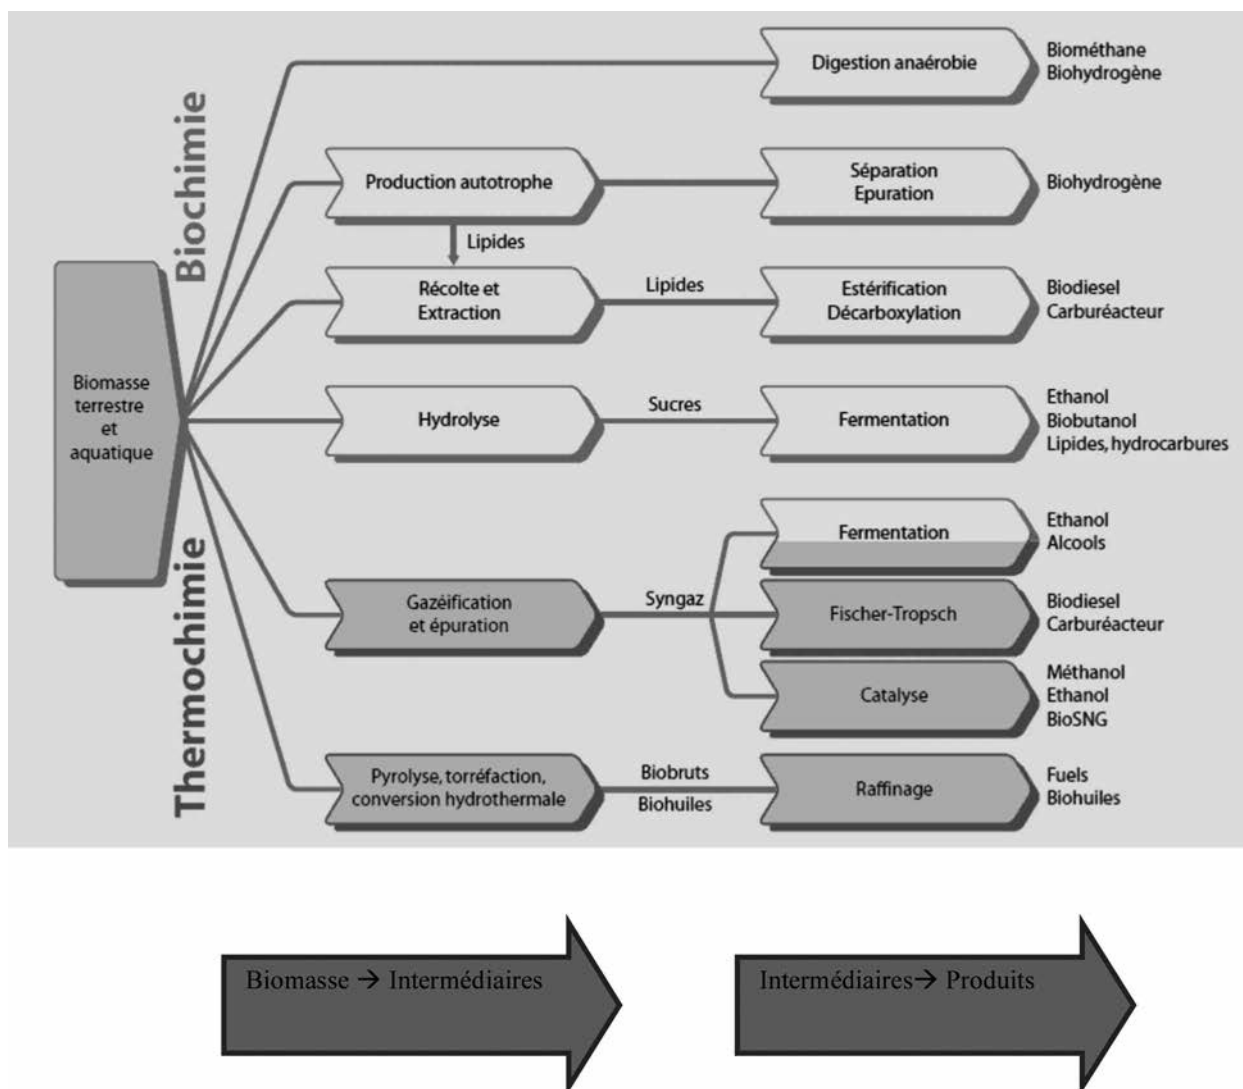 Biochimie
Thermochimie
Biomasse
terrestre
et
aquatique
Digestion anaérobie
Biométhane
Biohydrogène
Production autotrophe
Séparation
Epuration
Biohydrogène
Lipides
Récolte et
Extraction
Lipides
Estérification
Décarboxylation
Biodiesel
Carburéacteur
Hydrolyse
Sucres
Fermentation
Ethanol
Biobutanol
Lipides, hydrocarbures
Fermentation
Ethanol
Alcools
Gazéification
et épuration
Syngaz
Fischer-Tropsch
Biodiesel
Carburéacteur
Catalyse
Méthanol
Ethanol
BioSNG
Pyrolyse, torréfaction,
conversion hydrothermale
Biobruts
Biohuiles
Raffinage
Fuels
Biohuiles
Biomasse → Intermédiaires
Intermédiaires→ Produits